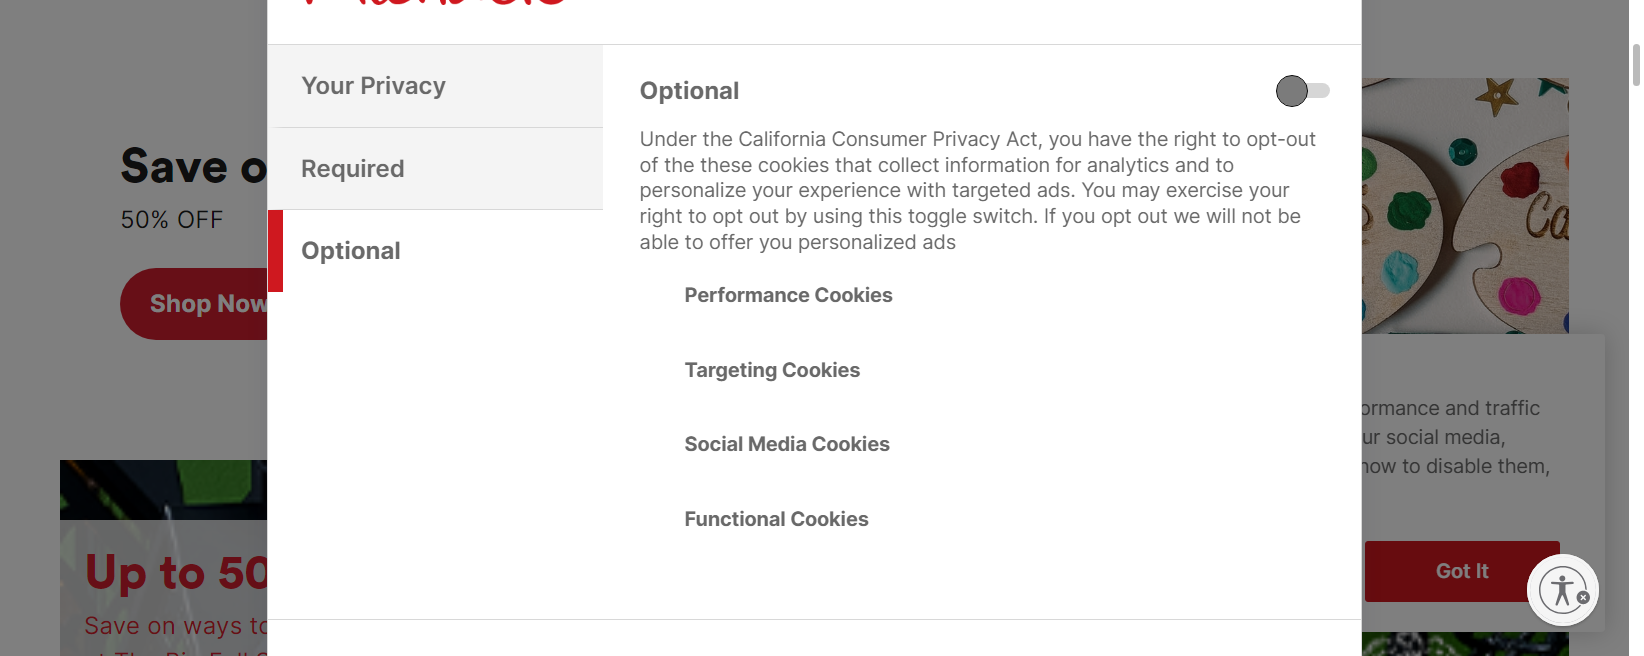 Your Privacy
Required
Optional
Optional
Under the California Consumer Privacy Act, you have the right to opt-out
of the these cookies that collect information for analytics and to
personalize your experience with targeted ads. You may exercise your
right to opt out by using this toggle switch. If you opt out we will not be
able to offer you personalized ads
Performance Cookies
Targeting Cookies
Social Media Cookies
Functional Cookies
Save
50% OFF
Shop Now
Up to 50
Save on ways to
and traffic
social media,
how to disable them,
Got It